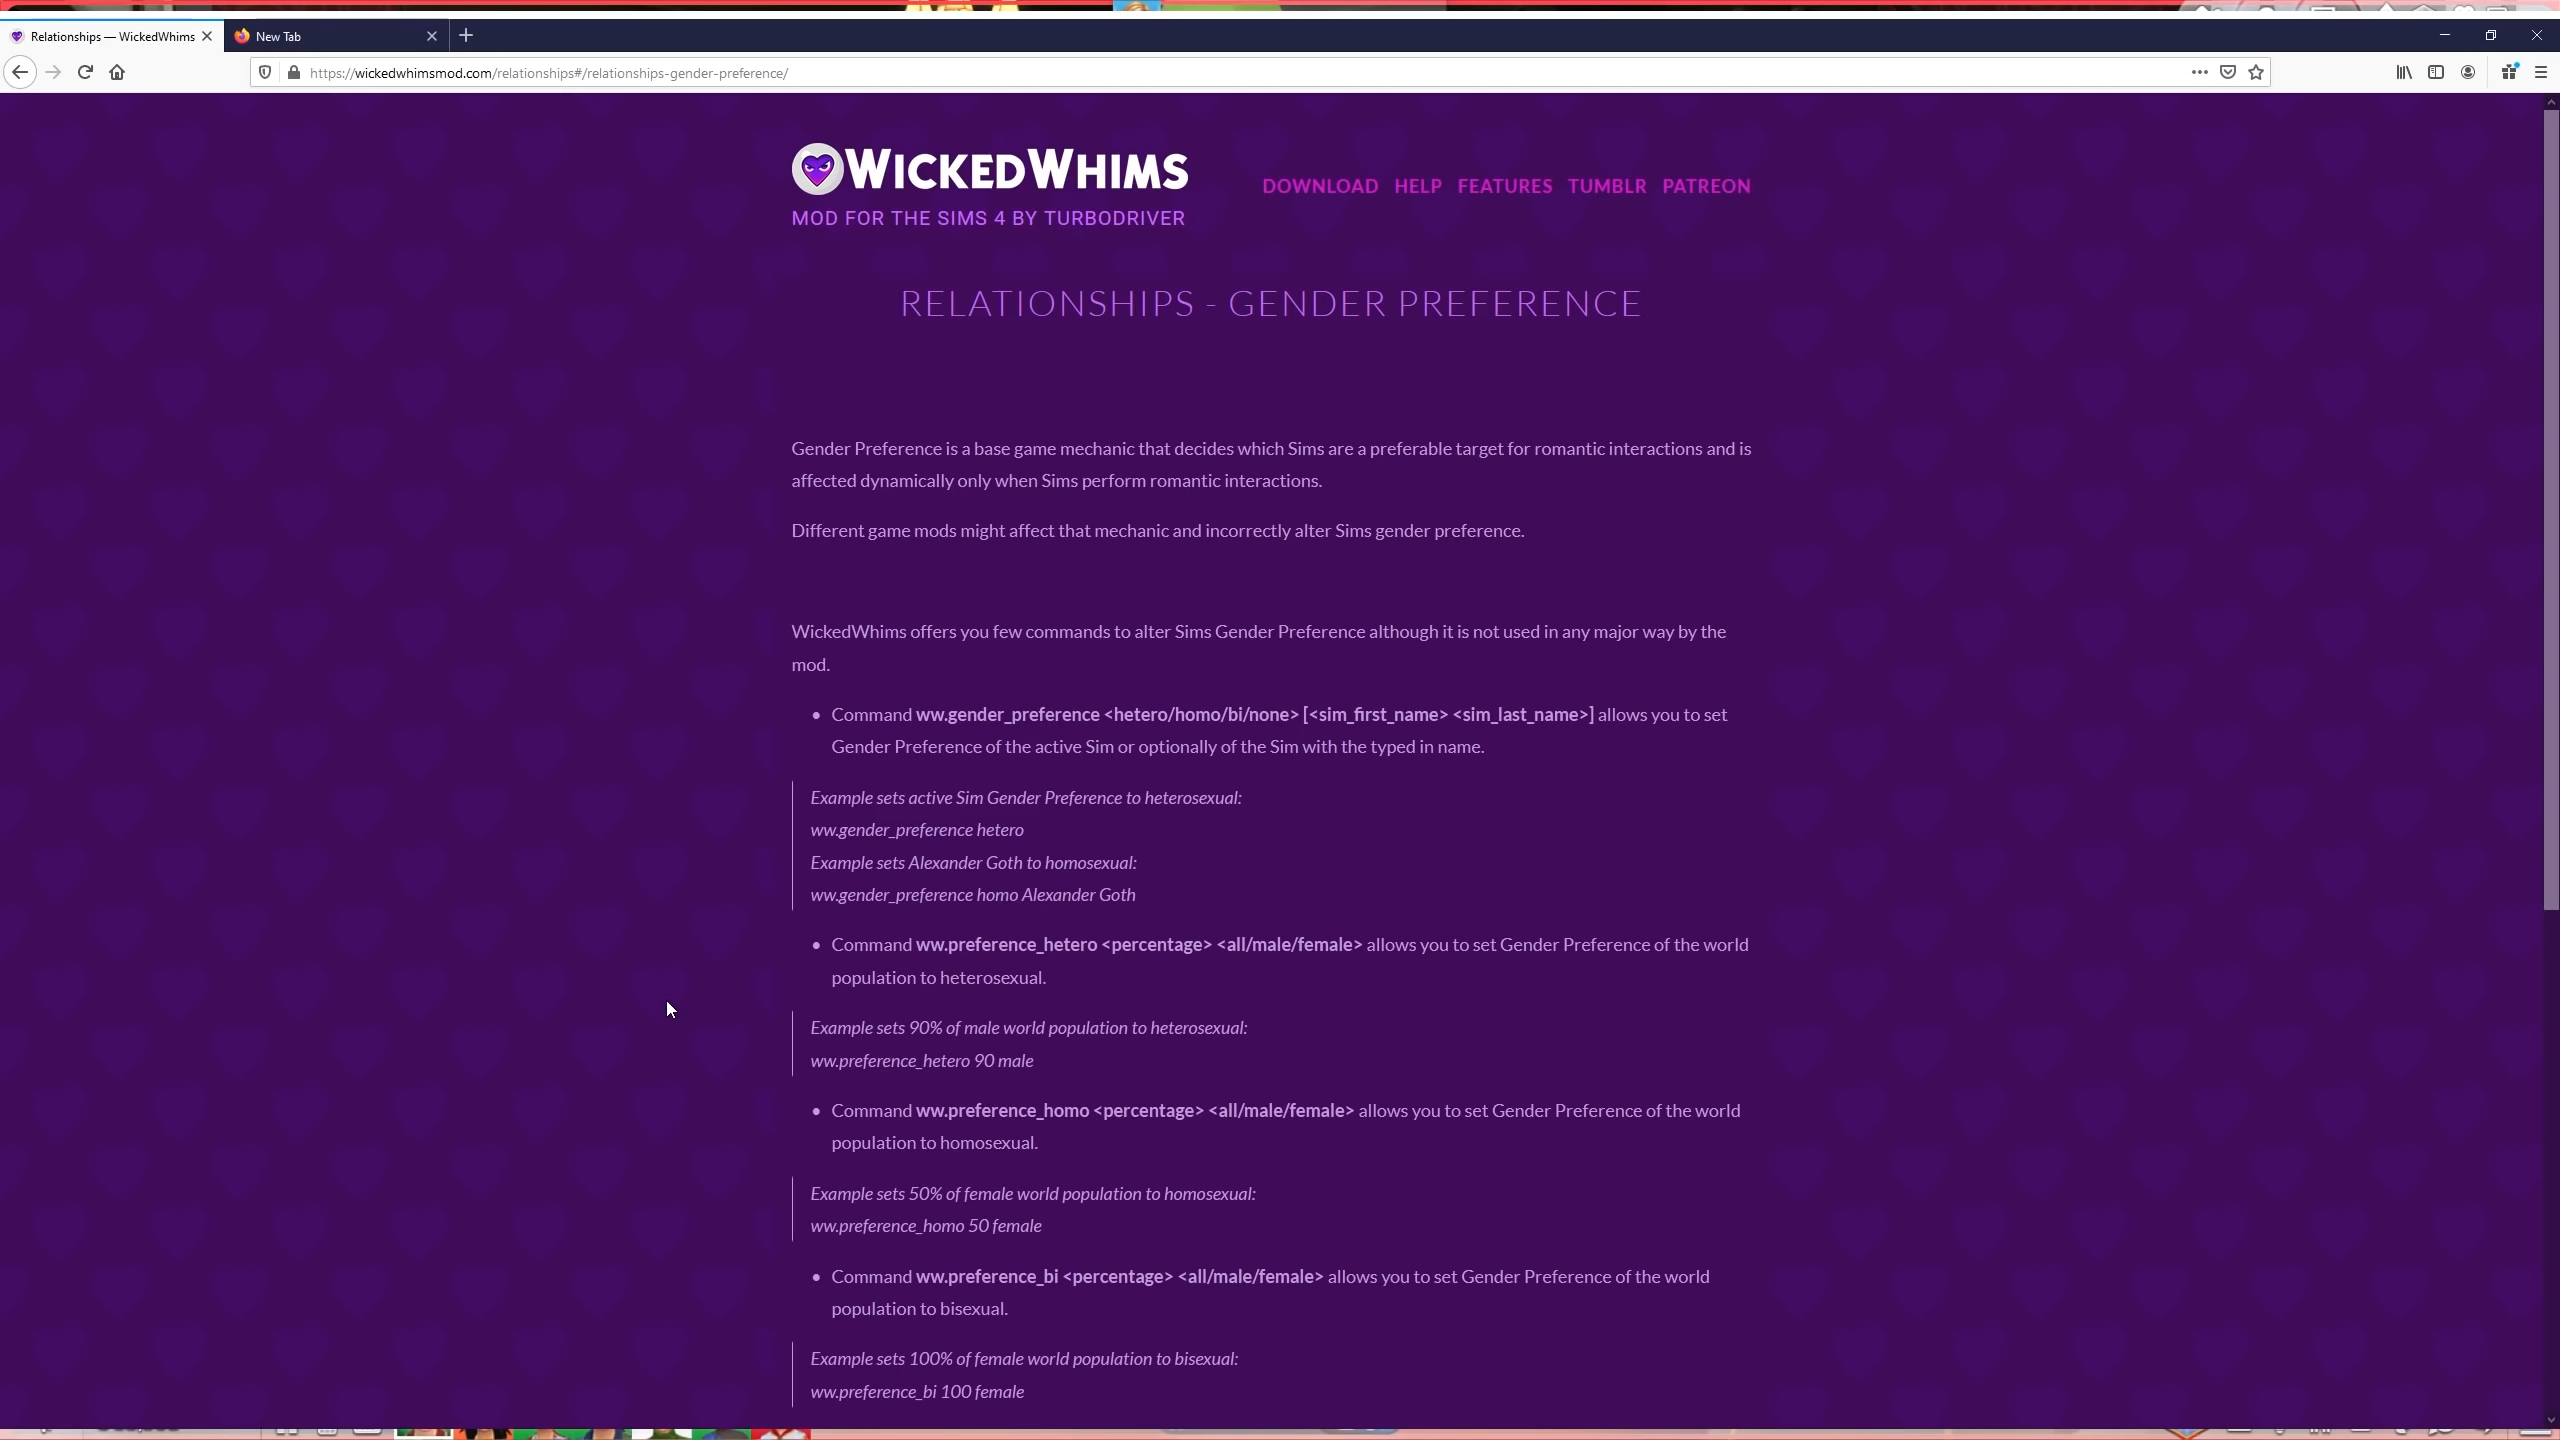 Relationships — WickedWhims
New Tab
https://wickedwhimsmod.com/relationships#/relationships-gender-preference/
WICKEDWHIMS
MOD FOR THE SIMS 4 BY TURBODRIVER
DOWNLOAD HELP FEATURES TUMBLR PATREON
RELATIONSHIPS - GENDER PREFERENCE
Gender Preference is a base game mechanic that decides which Sims are a preferable target for romantic interactions and is
affected dynamically only when Sims perform romantic interactions.
Different game mods might affect that mechanic and incorrectly alter Sims gender preference.
WickedWhims offers you few commands to alter Sims Gender Preference although it is not used in any major way by the
mod.
• Command ww.gender_preference <hetero/homo/bi/none> [<sim_first_name> <sim_last_name>] allows you to set
Gender Preference of the active Sim or optionally of the Sim with the typed in name.
Example sets active Sim Gender Preference to heterosexual:
ww.gender_preference hetero
Example sets Alexander Goth to homosexual:
ww.gender_preference homo Alexander Goth
• Command ww.preference_hetero <percentage> <all/male/female> allows you to set Gender Preference of the world
population to heterosexual.
Example sets 90% of male world population to heterosexual:
ww.preference_hetero 90 male
• Command ww.preference_homo <percentage> <all/male/female> allows you to set Gender Preference of the world
population to homosexual.
Example sets 50% of female world population to homosexual:
ww.preference_homo 50 female
• Command ww.preference_bi <percentage> <all/male/female> allows you to set Gender Preference of the world
population to bisexual.
Example sets 100% of female world population to bisexual:
ww.preference_bi 100 female